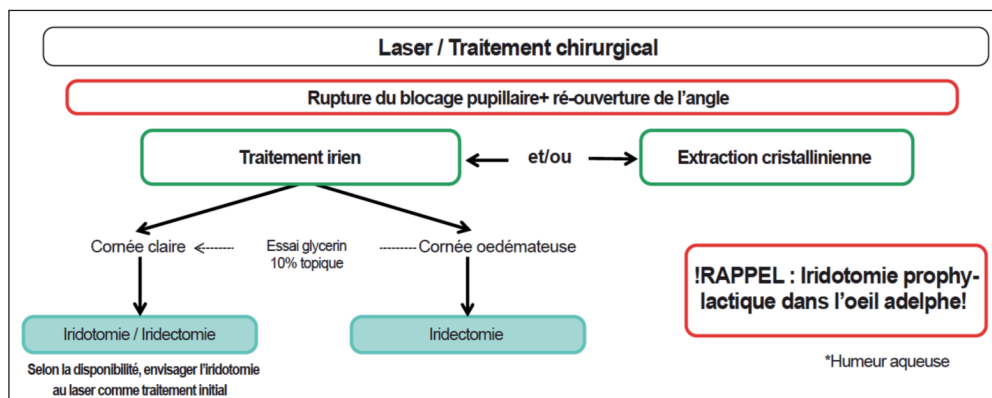 Laser / Traitement chirurgical
Rupture du blocage pupillaire+ ré-ouverture de l'angle
Traitement irien
et/ou
Extraction cristallinienne
Cornée claire
Essai glycerin
10% topique
Cornée oedémateuse
!RAPPEL : Iridotomie prophy-
lactique dans l'oeil adelphe!
Iridotomie / Iridectomie
Iridectomie
Selon la disponibilité, envisager l'iridotomie
au laser comme traitement initial
*Humeur aqueuse